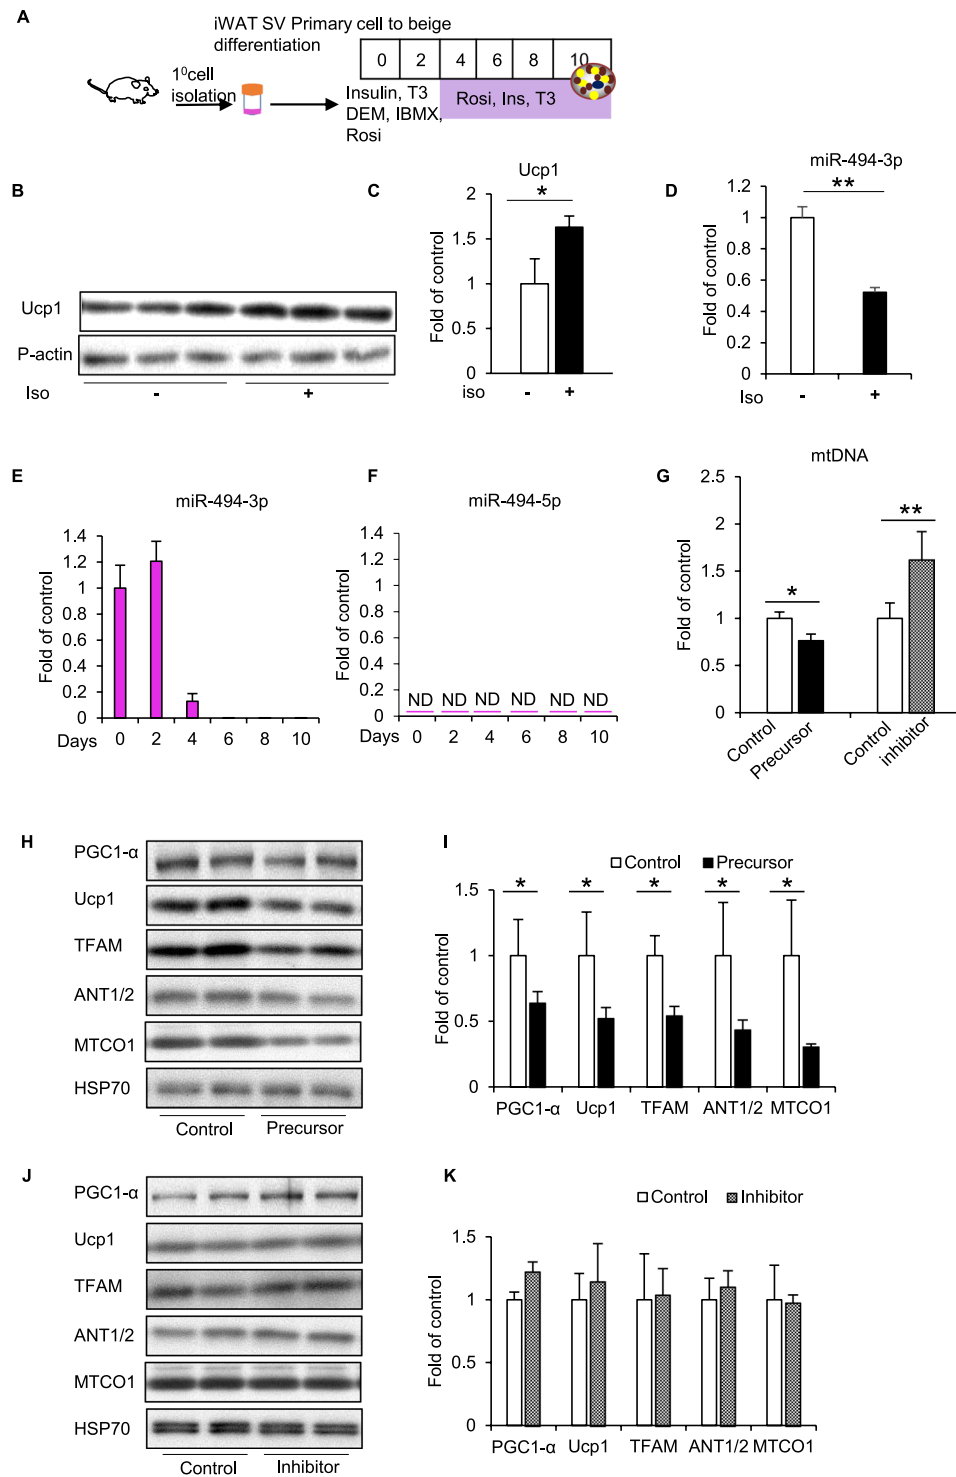 A
iWAT SV Primary cell to beige
differentiation
0 2 4 6 8 10
1⁰cell
isolation
Insulin, T3
DEM, IBMX,
Rosi
Rosi, Ins, T3
B
Ucp1
P-actin
Iso - +
C
Ucp1
*
Fold of control
2
1.5
1
0.5
0
iso - +
D
miR-494-3p
**
Fold of control
1.2
1
0.8
0.6
0.4
0.2
0
Iso - +
E
miR-494-3p
Fold of control
1.4
1.2
1
0.8
0.6
0.4
0.2
0
Days 0 2 4 6 8 10
F
miR-494-5p
Fold of control
1.4
1.2
1
0.8
0.6
0.4
0.2
0
ND ND ND ND ND ND
Days 0 2 4 6 8 10
G
mtDNA
Fold of control
2.5
2
1.5
1
0.5
0
* **
Control Precursor Control inhibitor
H
PGC1-α
Ucp1
TFAM
ANT1/2
MTCO1
HSP70
Control Precursor
I
Control Precursor
* * * * *
Fold of control
1.5
1
0.5
0
PGC1-α Ucp1 TFAM ANT1/2 MTCO1
J
PGC1-α
Ucp1
TFAM
ANT1/2
MTCO1
HSP70
Control Inhibitor
K
Control Inhibitor
Fold of control
1.5
1
0.5
0
PGC1-α Ucp1 TFAM ANT1/2 MTCO1